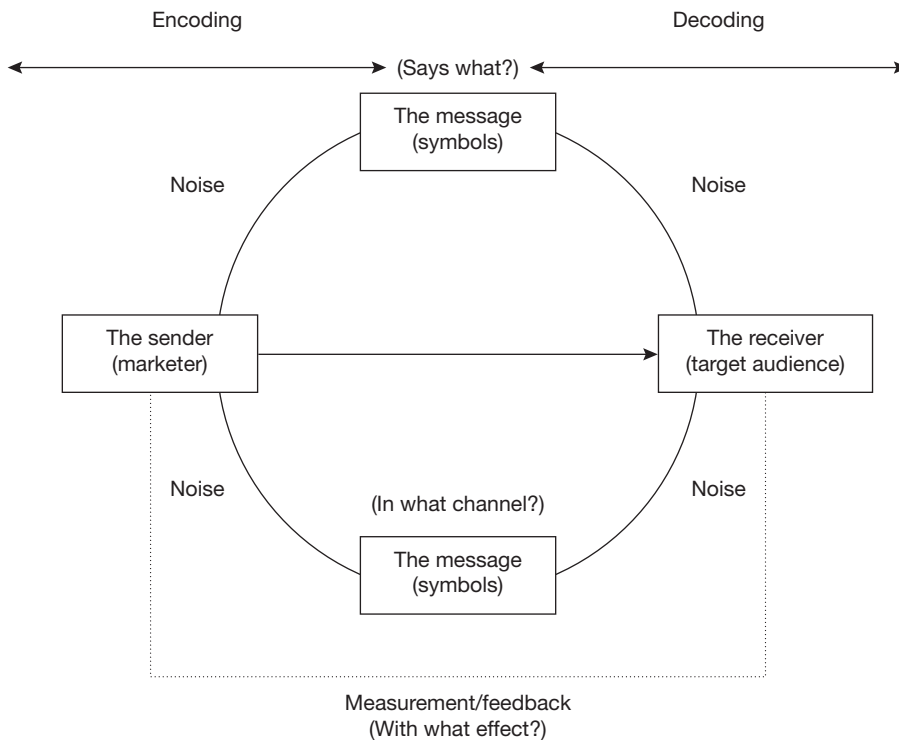 Encoding
Decoding
(Says what?)
The message
(symbols)
Noise
Noise
The sender
(marketer)
The receiver
(target audience)
Noise
Noise
(In what channel?)
The message
(symbols)
Measurement/feedback
(With what effect?)